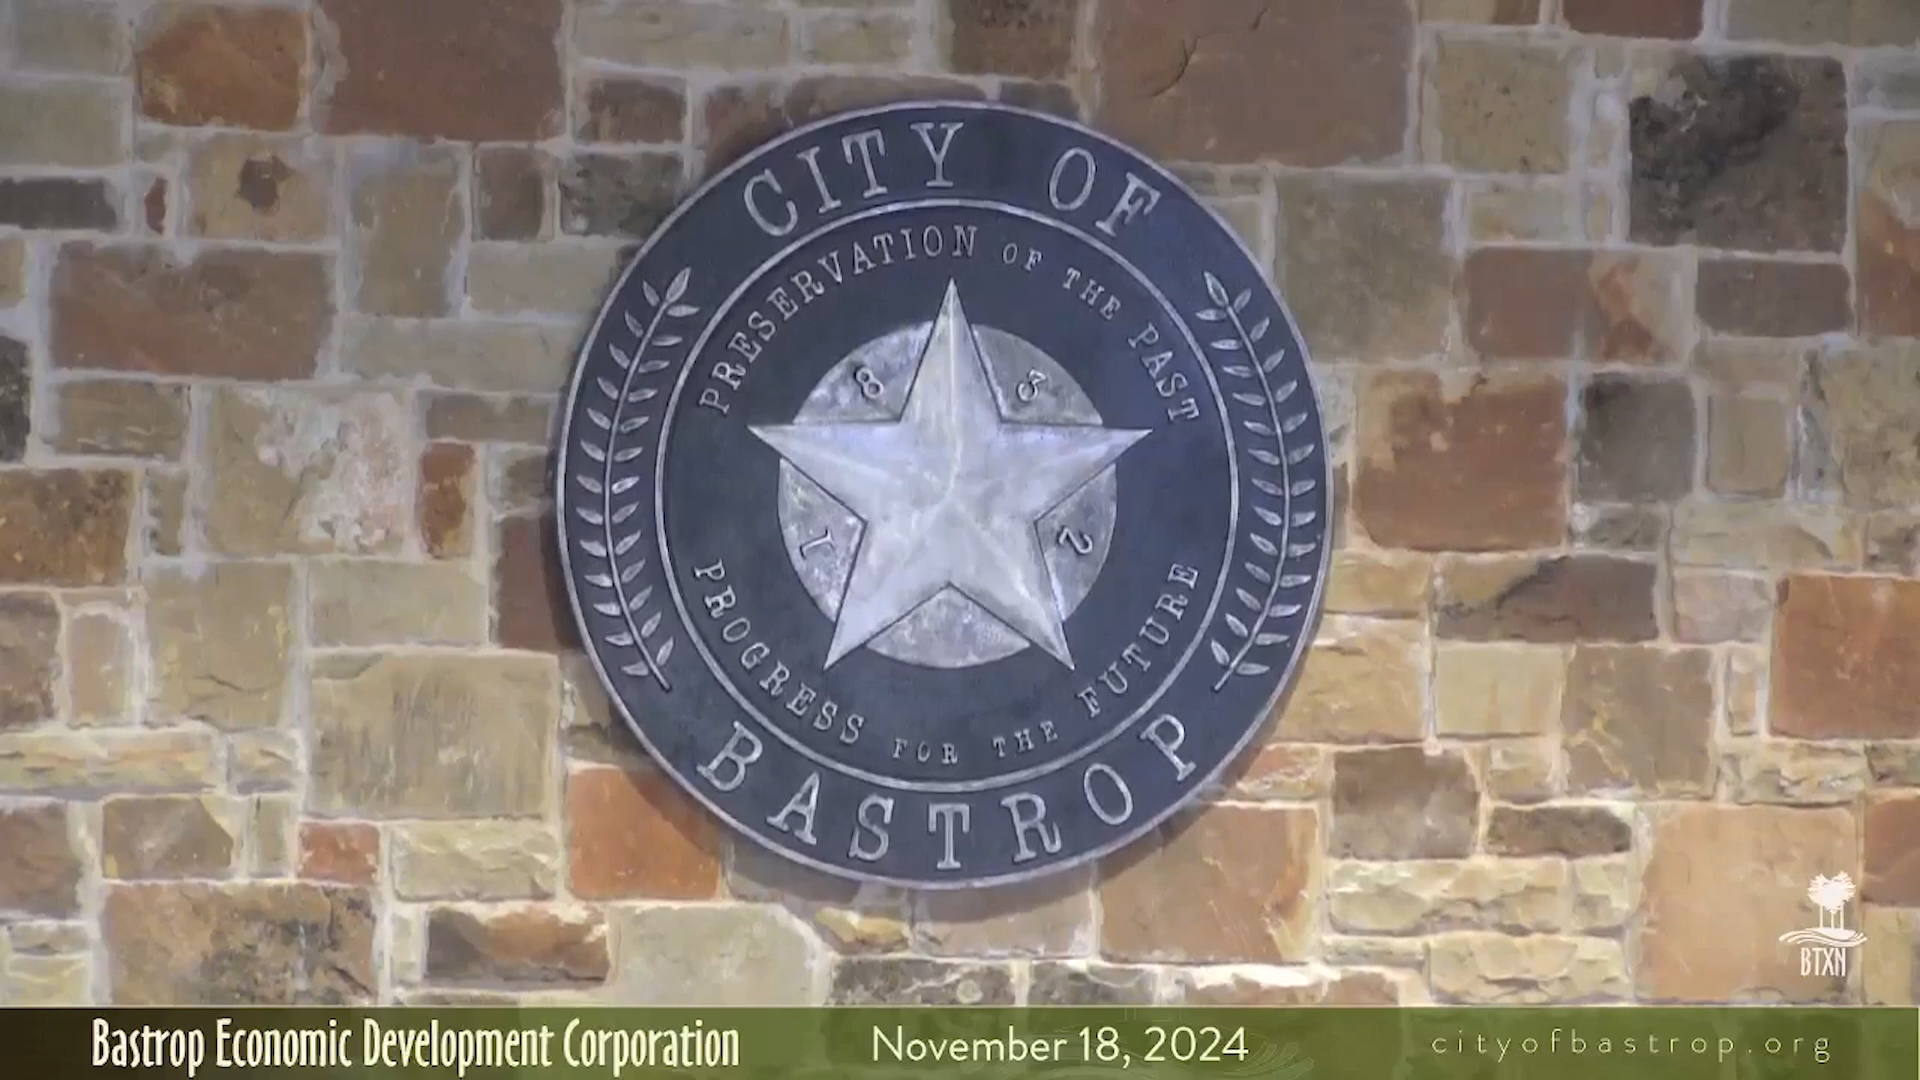 CITY OF
PRESERVATION OF THE PAST
1 8 3 2
PROGRESS FOR THE FUTURE
BASTROP
BTXN
Bastrop Economic Development Corporation
November 18, 2024
cityofbastrop.org